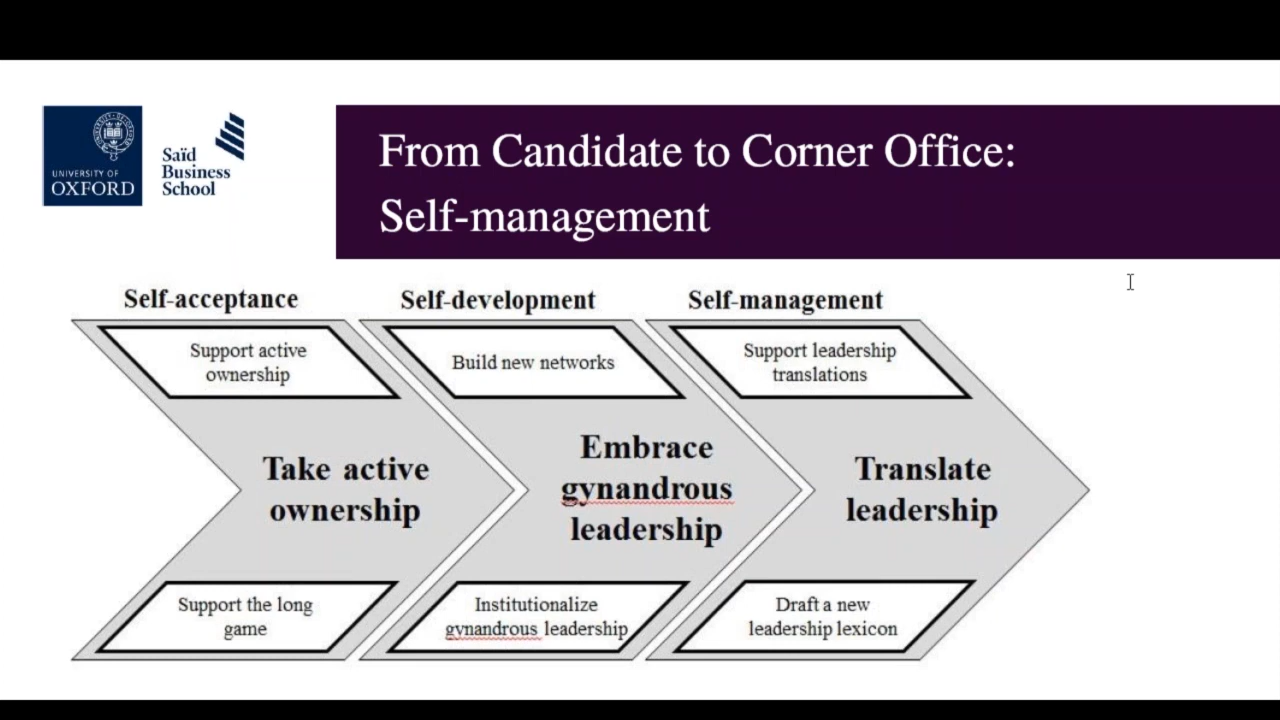 UNIVERSITY OF
OXFORD
Saïd
Business
School
From Candidate to Corner Office:
Self-management
Self-acceptance
Self-development
Self-management
Support active
ownership
Build new networks
Support leadership
translations
Take active
ownership
Embrace
gynandrous
leadership
Translate
leadership
Support the long
game
Institutionalize
gynandrous leadership
Draft a new
leadership lexicon